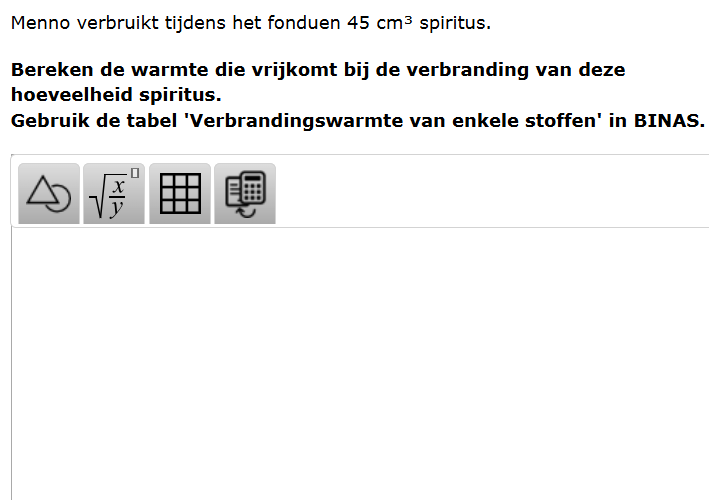 Menno verbruikt tijdens het fonduen 45 cm³ spiritus.
Bereken de warmte die vrijkomt bij de verbranding van deze
hoeveelheid spiritus.
Gebruik de tabel 'Verbrandingswarmte van enkele stoffen' in BINAS.
x
y